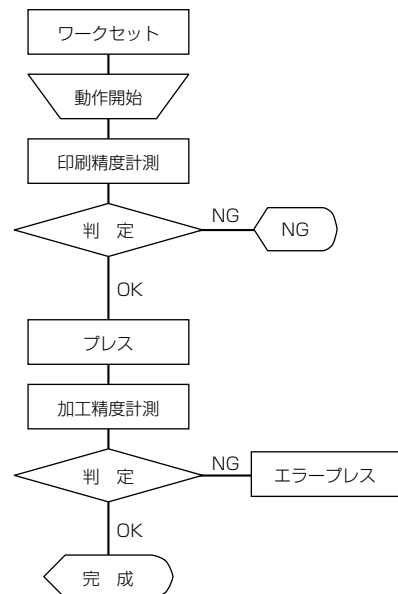 ワークセット
動作開始
印刷精度計測
判　定
NG
NG
OK
プレス
加工精度計測
判　定
NG
エラープレス
OK
完　成